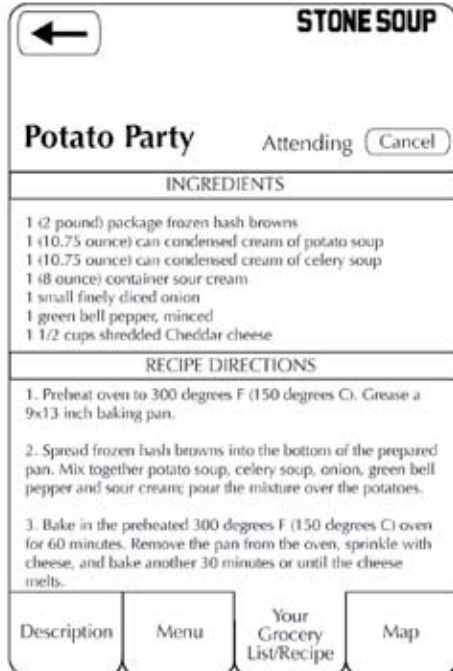 STONE SOUP
Potato Party
Attending
Cancel
INGREDIENTS
1 (2 pound) package frozen hash browns
1 (10.75 ounce) can condensed cream of potato soup
1 (10.75 ounce) can condensed cream of celery soup
1 (8 ounce) container sour cream
1 small finely diced onion
1 green bell pepper, minced
1 1/2 cups shredded Cheddar cheese
RECIPE DIRECTIONS
1. Preheat oven to 300 degrees F (150 degrees C). Grease a
9x13 inch baking pan.
2. Spread frozen hash browns into the bottom of the prepared
pan. Mix together potato soup, celery soup, onion, green bell
pepper and sour cream; pour the mixture over the potatoes.
3. Bake in the preheated 300 degrees F (150 degrees C) oven
for 60 minutes. Remove the pan from the oven, sprinkle with
cheese, and bake another 30 minutes or until the cheese
melts.
Description
Menu
Your
Grocery
List/Recipe
Map